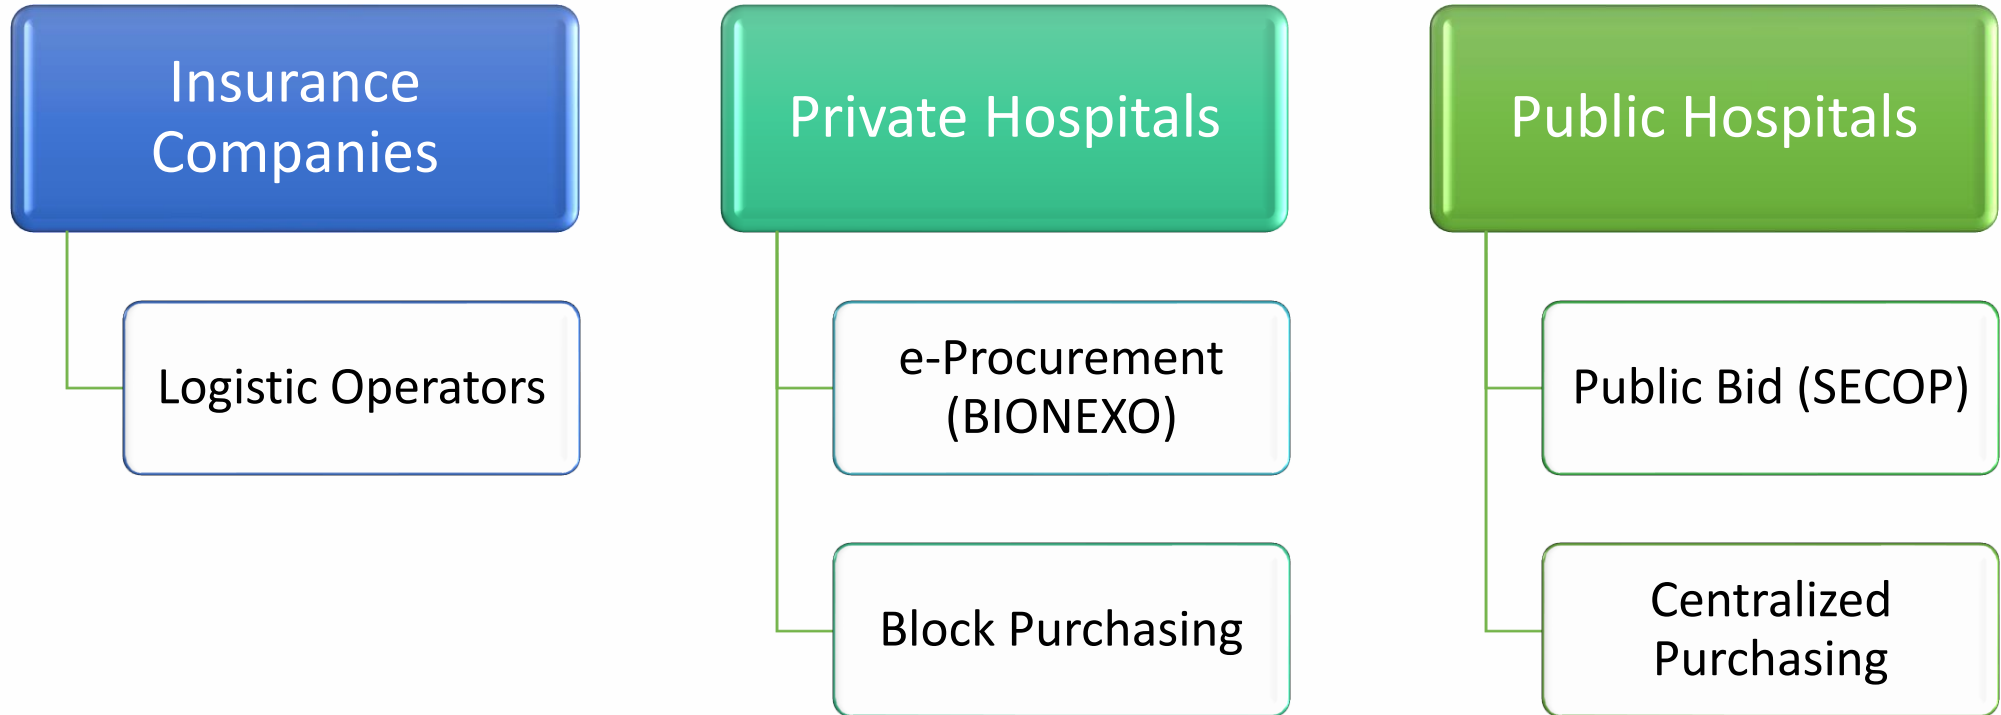 Insurance
Companies
Logistic Operators
Private Hospitals
e-Procurement
(BIONEXO)
Block Purchasing
Public Hospitals
Public Bid (SECOP)
Centralized
Purchasing